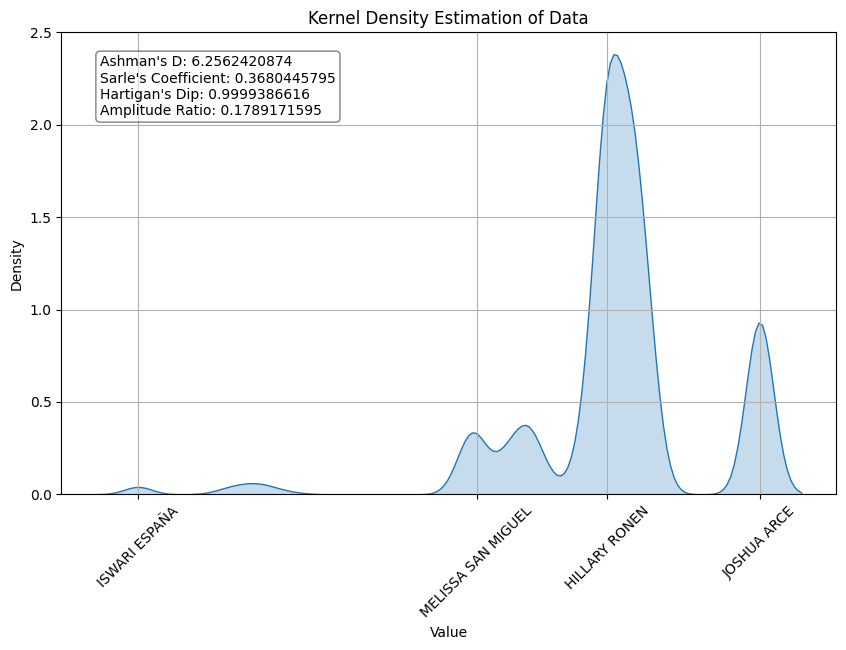 Kernel Density Estimation of Data
Ashman's D: 6.2562420874
Sarle's Coefficient: 0.3680445795
Hartigan's Dip: 0.9999386616
Amplitude Ratio: 0.1789171595
2.5
2.0
1.5
1.0
0.5
0.0
Density
ISWARI ESPAÑA
MELISSA SAN MIGUEL
HILLARY RONEN
JOSHUA ARCE
Value